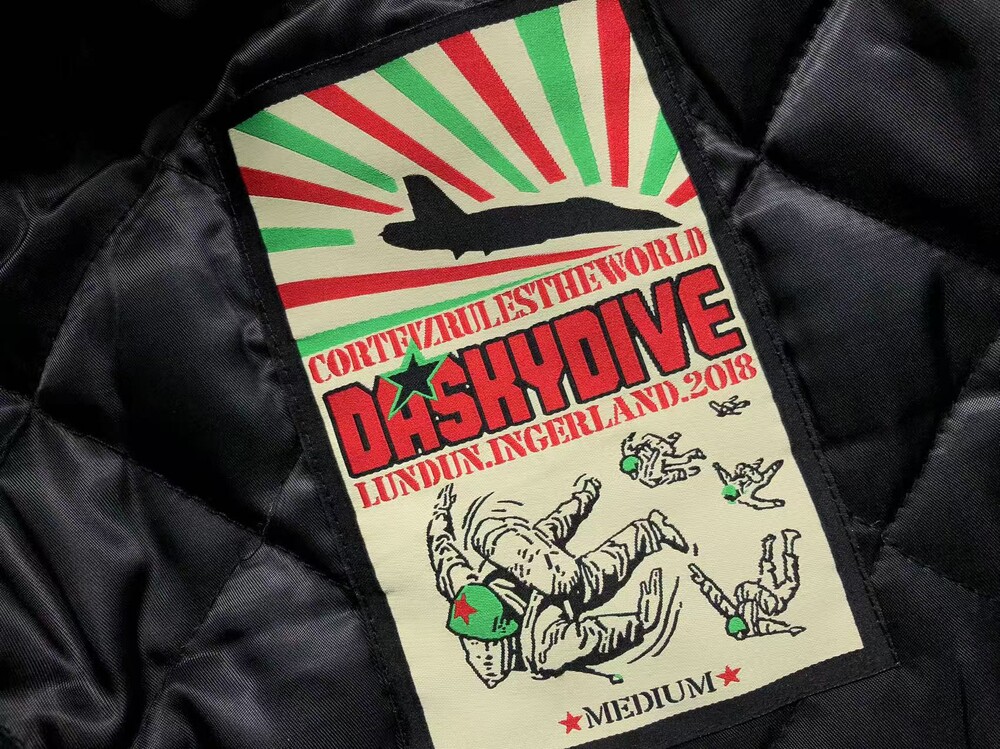 CORTEIZRULESTHEWORLD
DASKYDIVE
LUNDUN.INGERLAND.2018
MEDIUM